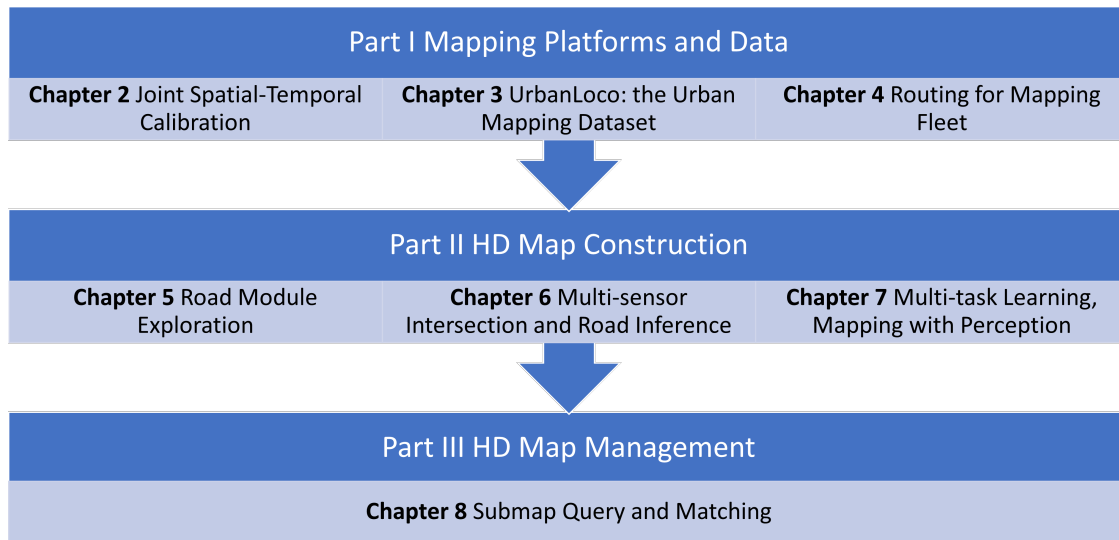 Part I Mapping Platforms and Data
Chapter 2 Joint Spatial-Temporal
Calibration
Chapter 3 UrbanLoco: the Urban
Mapping Dataset
Chapter 4 Routing for Mapping
Fleet
Part II HD Map Construction
Chapter 5 Road Module
Exploration
Chapter 6 Multi-sensor
Intersection and Road Inference
Chapter 7 Multi-task Learning,
Mapping with Perception
Part III HD Map Management
Chapter 8 Submap Query and Matching